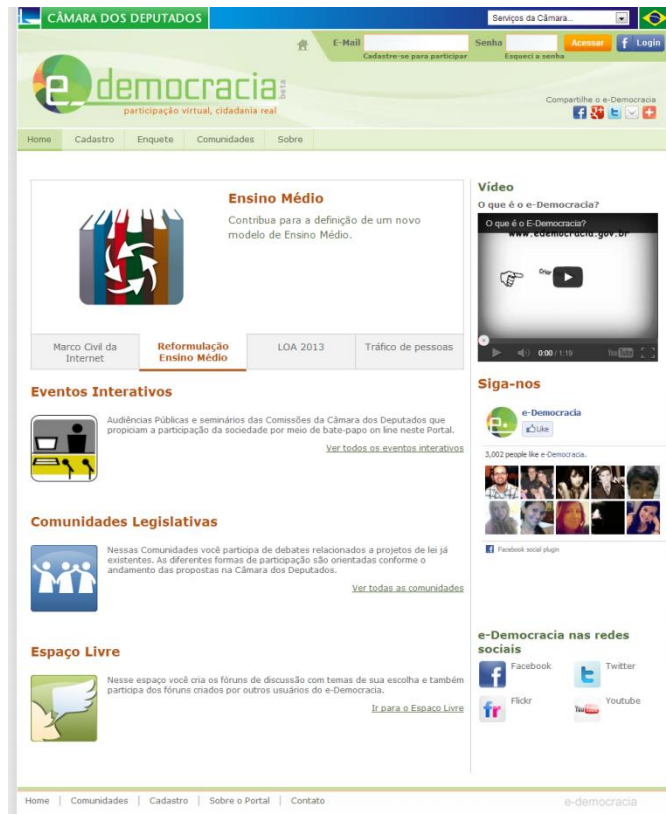 CÂMARA DOS DEPUTADOS
Serviços da Câmara...
E-Mail
Senha
Acessar
f Login
Cadastre-se para participar
Esqueci a senha
e-democracia beta
participação virtual, cidadania real
Compartilhe o e-Democracia
Home
Cadastro
Enquete
Comunidades
Sobre
Ensino Médio
Contribua para a definição de um novo
modelo de Ensino Médio.
Marco Civil da
Internet
Reformulação
Ensino Médio
LOA 2013
Tráfico de pessoas
Eventos Interativos
Audiências Públicas e seminários das Comissões da Câmara dos Deputados que
propiciam a participação da sociedade por meio de bate-papo on line neste Portal.
Ver todos os eventos interativos
Comunidades Legislativas
Nessas Comunidades você participa de debates relacionados a projetos de lei já
existentes. As diferentes formas de participação são orientadas conforme o
andamento das propostas na Câmara dos Deputados.
Ver todas as comunidades
Espaço Livre
Nesse espaço você cria os fóruns de discussão com temas de sua escolha e também
participa dos fóruns criados por outros usuários do e-Democracia.
Ir para o Espaço Livre
Vídeo
O que é o e-Democracia?
O que é o E-Democracia?
www.edemocracia.gov.br
Criar
0:00 / 1:19
YouTube
Siga-nos
e-Democracia
Like
3,002 people like e-Democracia.
Facebook social plugin
e-Democracia nas redes
sociais
Facebook
Twitter
Flickr
Youtube
Home | Comunidades | Cadastro | Sobre o Portal | Contato
e-democracia